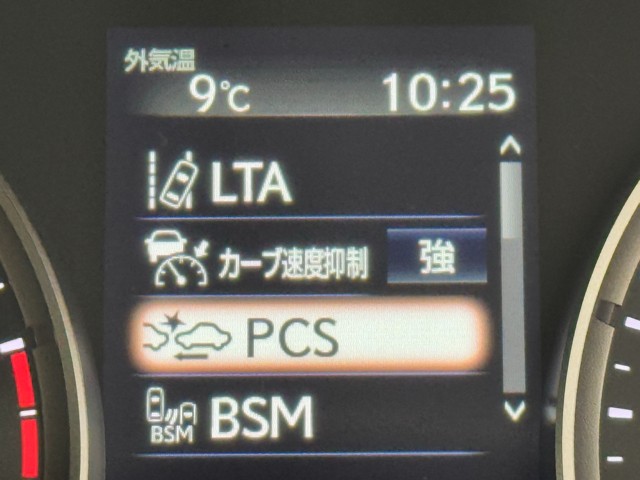 外気温
9℃ 10:25
LTA
カーブ速度抑制 強
PCS
BSM BSM